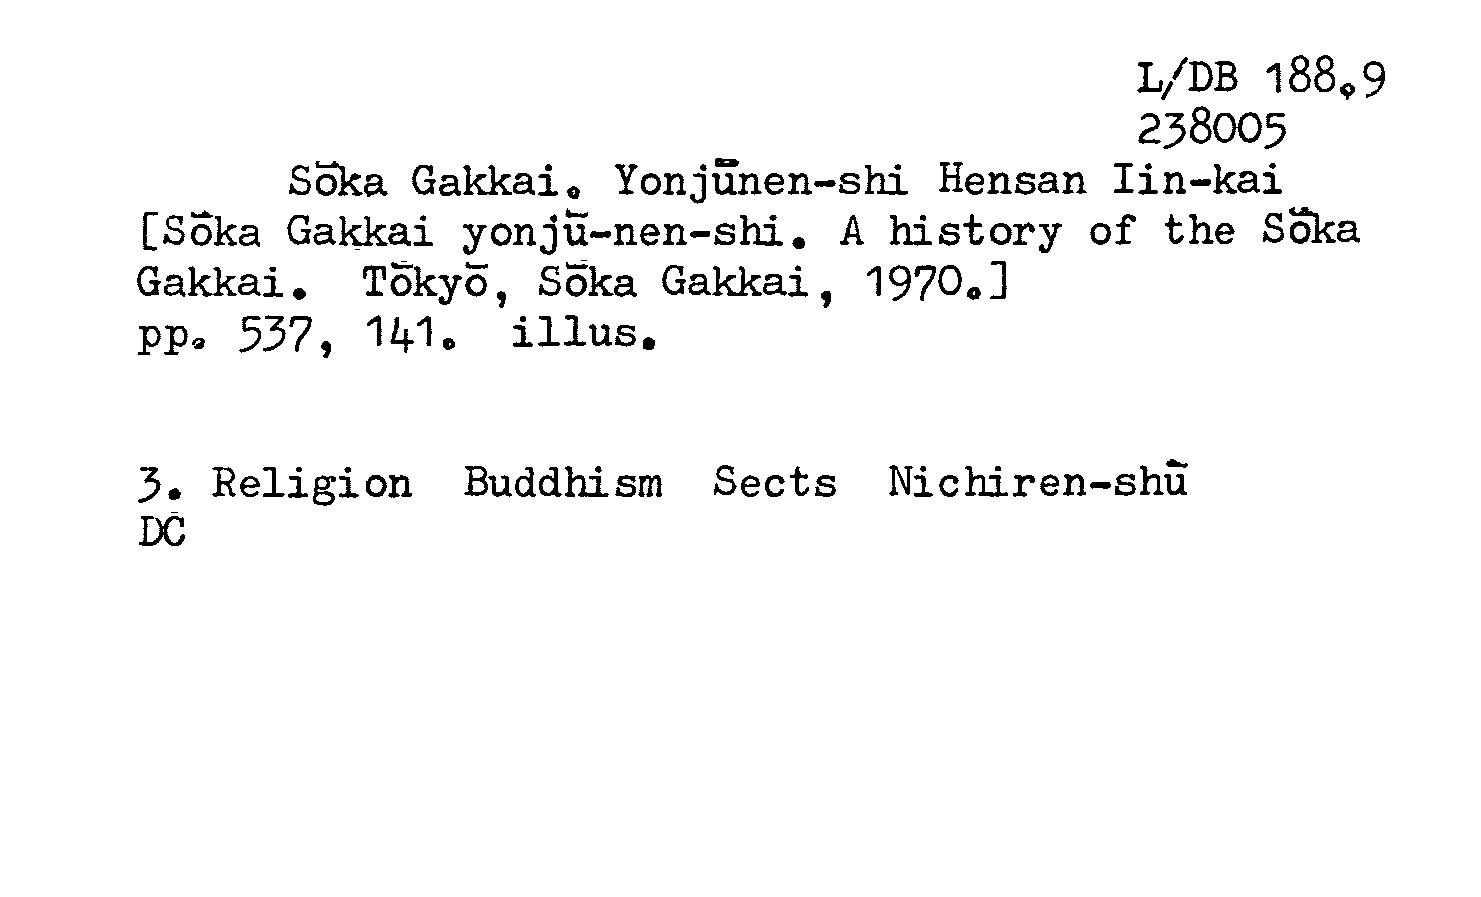 L/DB 188.9
238005
Sōka Gakkai. Yonjūnen-shi Hensan Iin-kai
[Sōka Gakkai yonjū-nen-shi. A history of the Sōka
Gakkai. Tōkyō, Sōka Gakkai, 1970.]
pp. 537, 141. illus.
3. Religion Buddhism Sects Nichiren-shū
DC